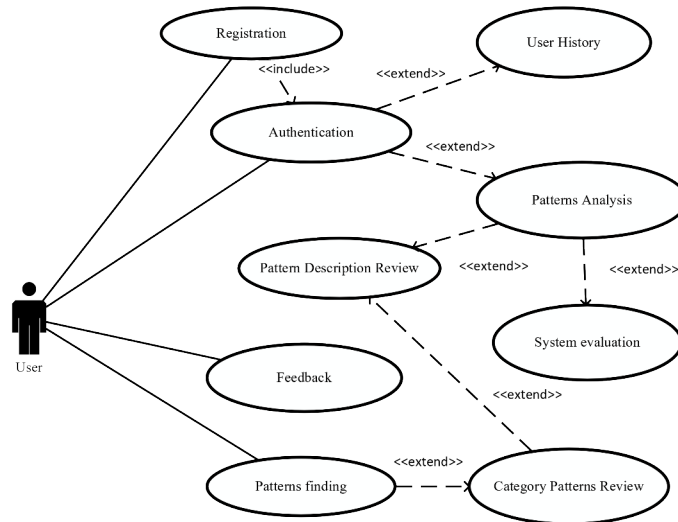 Registration
User History
<<include>>
<<extend>>
Authentication
<<extend>>
Patterns Analysis
Pattern Description Review
<<extend>>
<<extend>>
System evaluation
User
Feedback
<<extend>>
<<extend>>
Patterns finding
Category Patterns Review